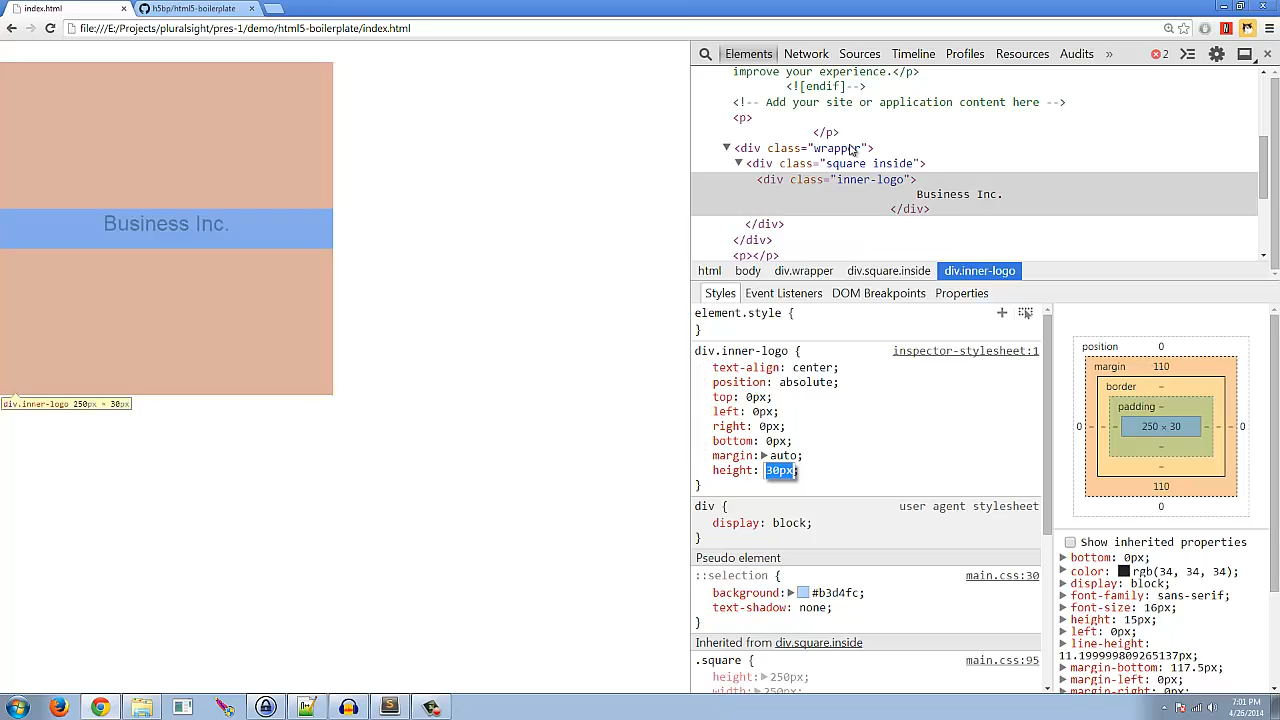 index.html
h5bp/html5-boilerplate
file:///E:/Projects/pluralsight/pres-1/demo/html5-boilerplate/index.html
Business Inc.
div.inner-logo 250px × 30px
Elements Network Sources Timeline Profiles Resources Audits » 2
improve your experience.</p>
<![endif]-->
<!-- Add your site or application content here -->
<p>
</p>
<div class="wrapper">
<div class="square inside">
<div class="inner-logo">
Business Inc.
</div>
</div>
</div>
<p></p>
html body div.wrapper div.square.inside div.inner-logo
Styles Event Listeners DOM Breakpoints Properties
element.style {
}
div.inner-logo { inspector-stylesheet:1
text-align: center;
position: absolute;
top: 0px;
left: 0px;
right: 0px;
bottom: 0px;
margin: auto;
height: 30px;
}
div { user agent stylesheet
display: block;
}
Pseudo element
::selection { main.css:30
background: #b3d4fc;
text-shadow: none;
}
Inherited from div.square.inside
.square { main.css:95
height: 250px;
width: 250px;
position 0
margin 110
border –
padding –
0 – – 250 × 30 – – 0
–
–
110
0
Show inherited properties
bottom: 0px;
color: rgb(34, 34, 34);
display: block;
font-family: sans-serif;
font-size: 16px;
height: 15px;
left: 0px;
line-height:
11.199999809265137px;
margin-bottom: 117.5px;
margin-left: 0px;
margin-right: 0px;
7:01 PM
4/26/2014